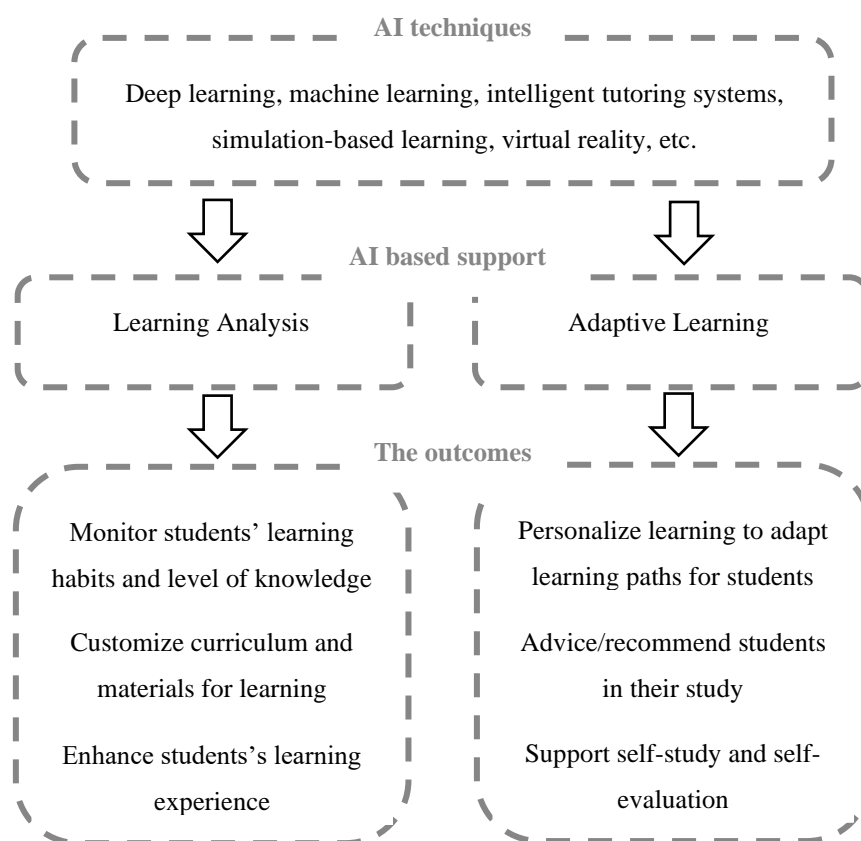 AI techniques
Deep learning, machine learning, intelligent tutoring systems,
simulation-based learning, virtual reality, etc.
AI based support
Learning Analysis
Adaptive Learning
The outcomes
Monitor students’ learning
habits and level of knowledge
Customize curriculum and
materials for learning
Enhance students’s learning
experience
Personalize learning to adapt
learning paths for students
Advice/recommend students
in their study
Support self-study and self-
evaluation